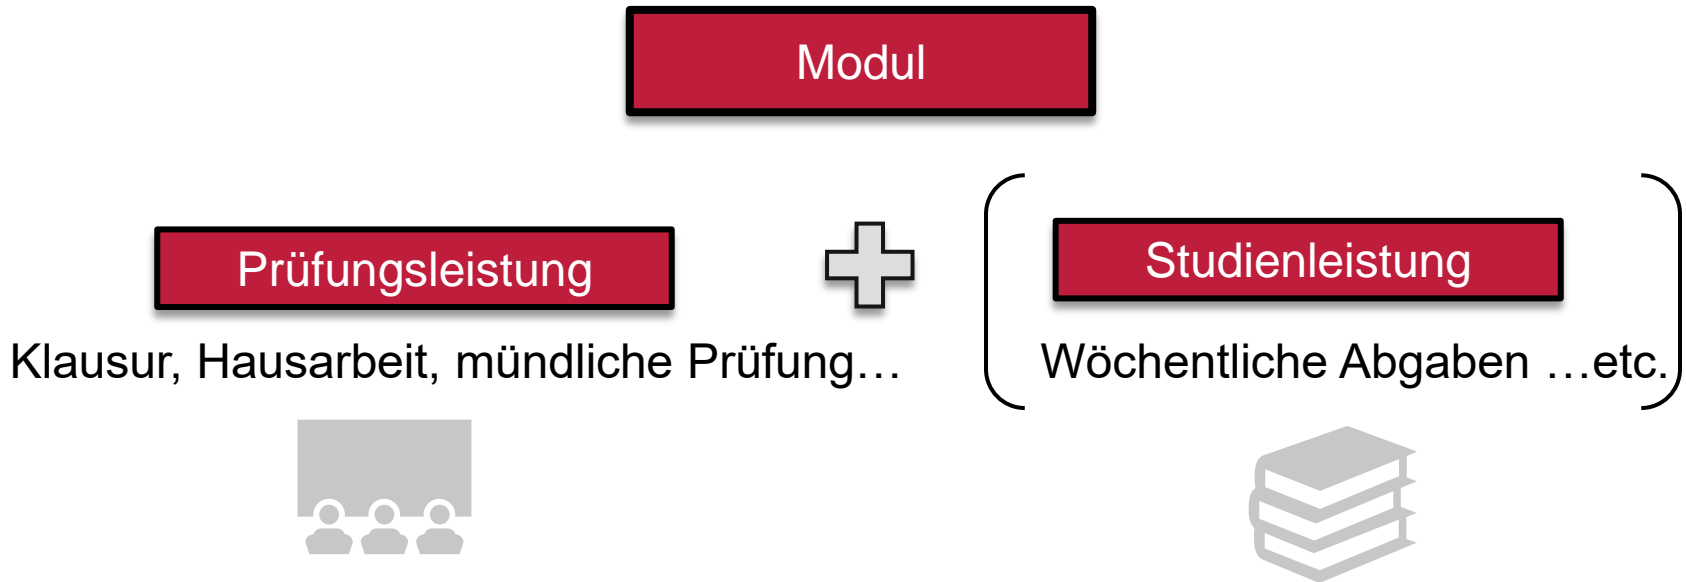 Modul
Prüfungsleistung
Studienleistung
Klausur, Hausarbeit, mündliche Prüfung…
Wöchentliche Abgaben …etc.